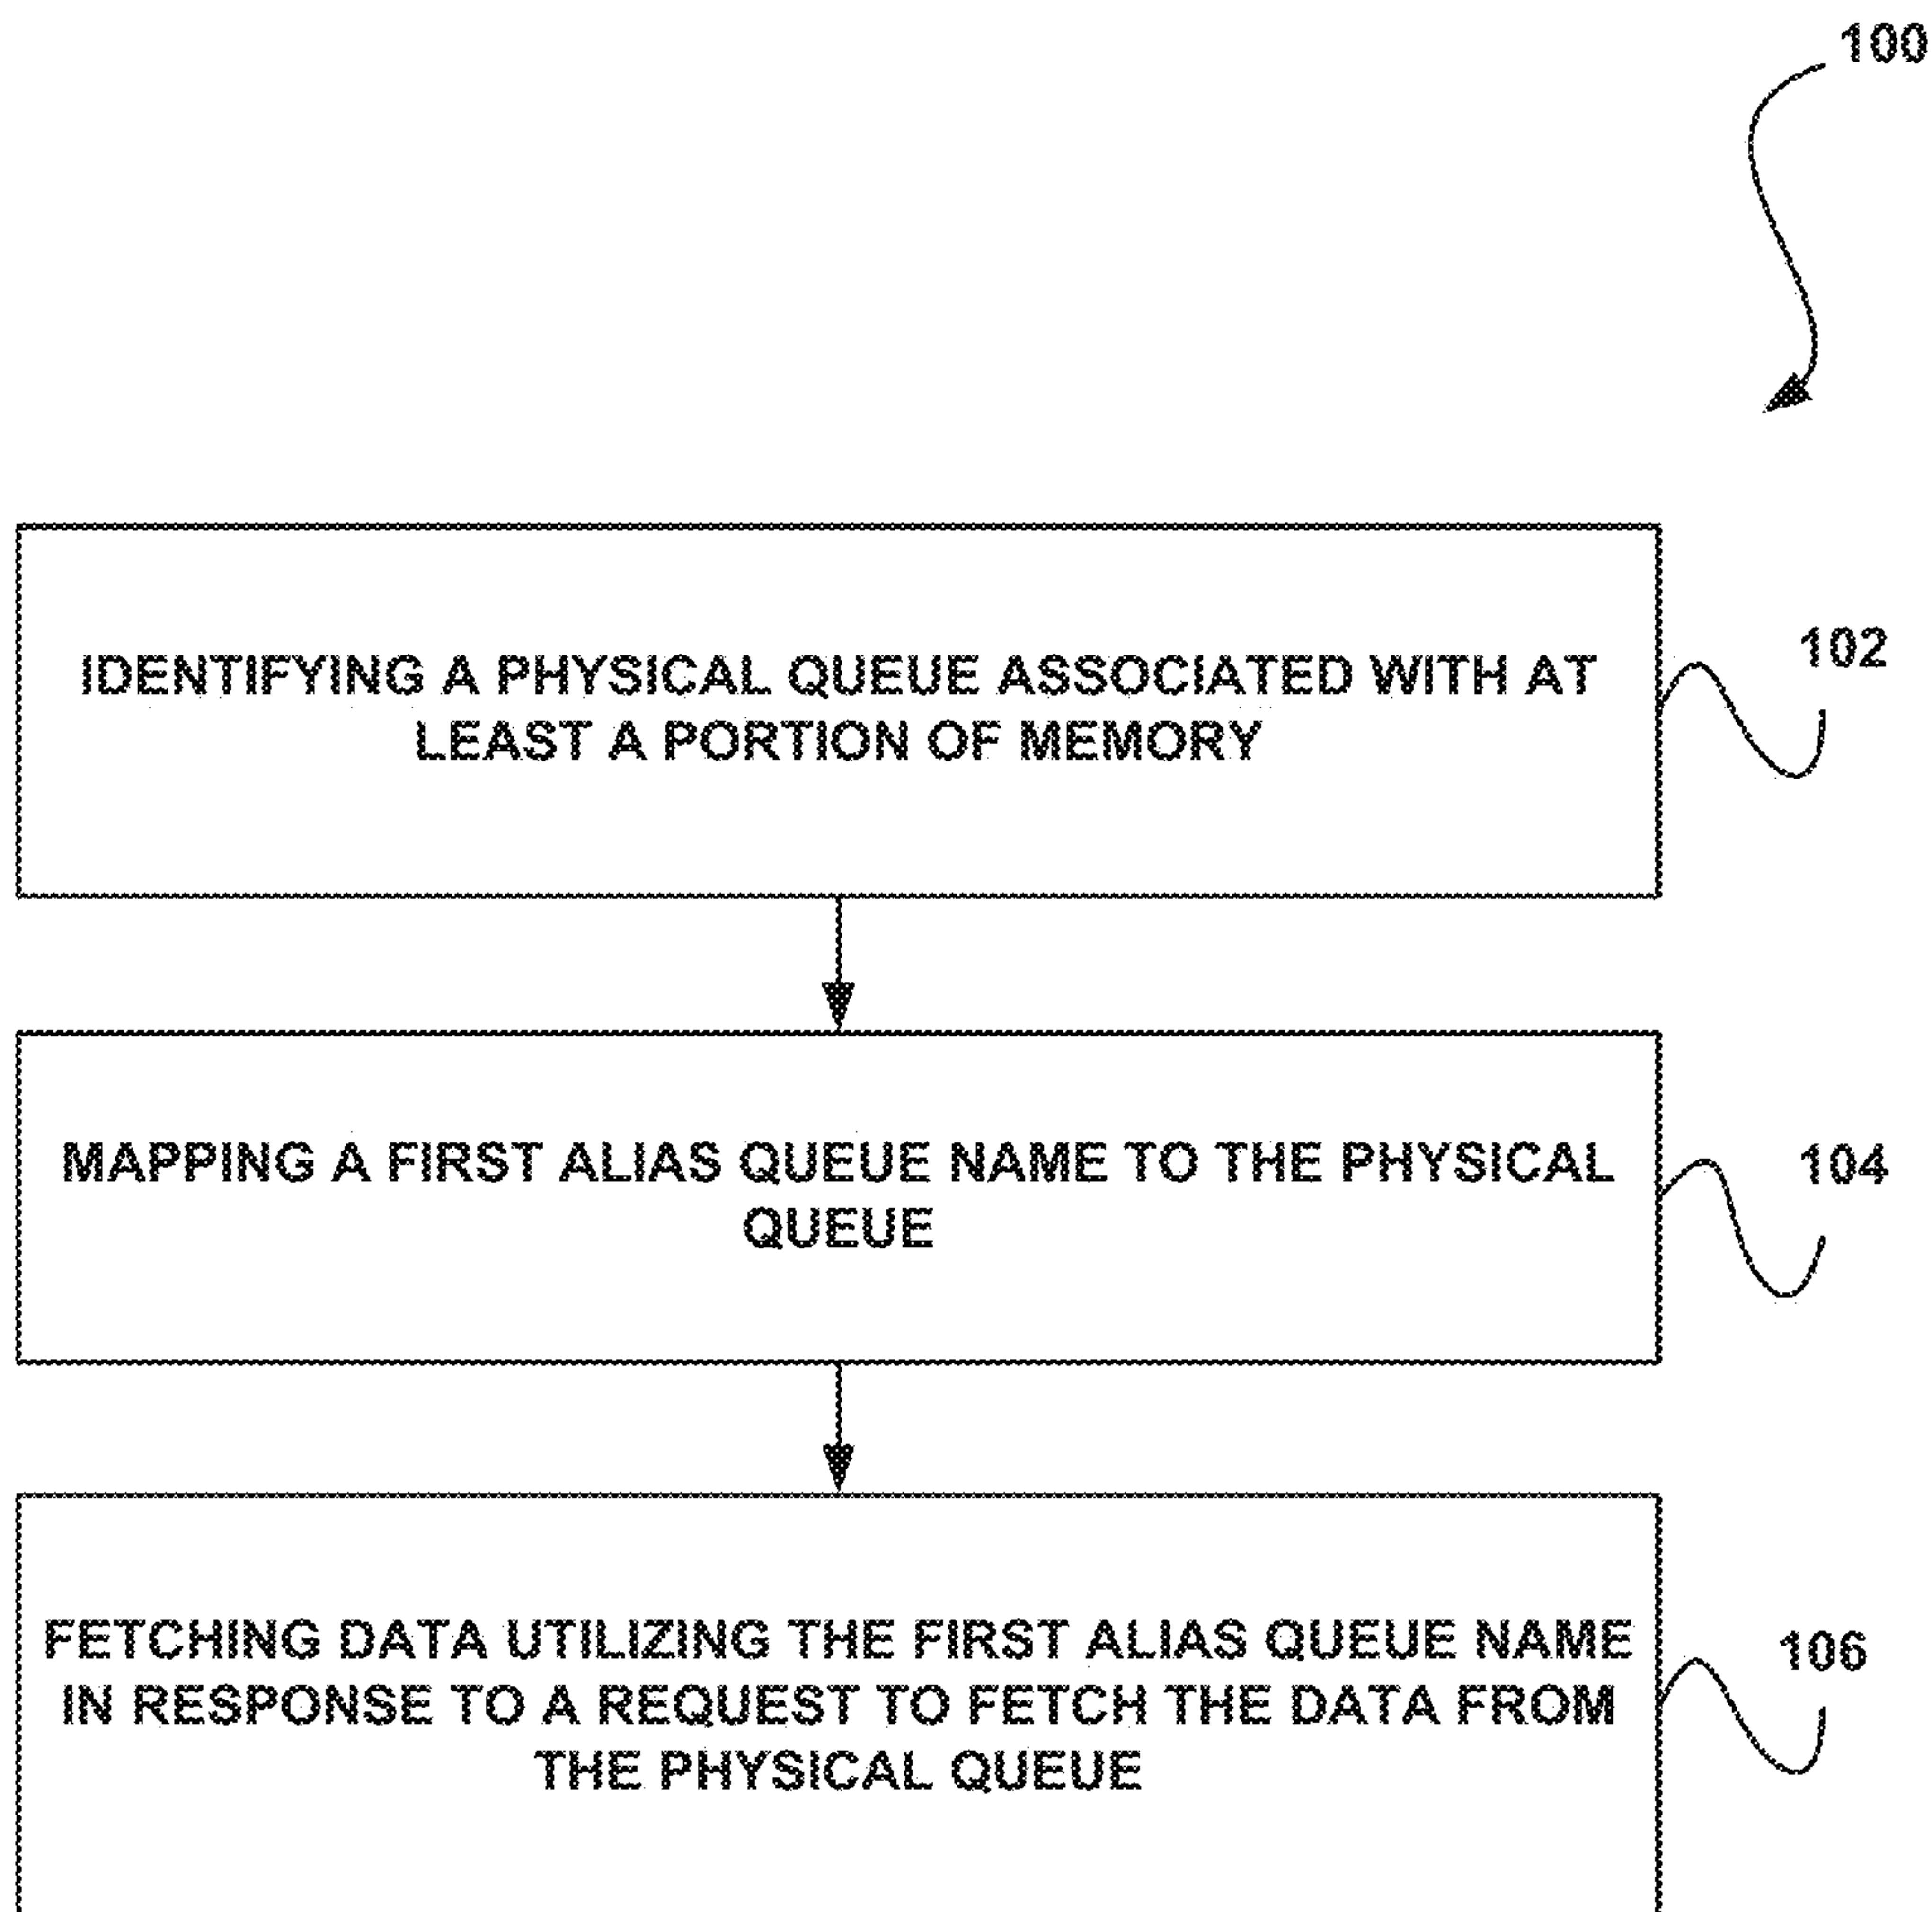 100
IDENTIFYING A PHYSICAL QUEUE ASSOCIATED WITH AT
LEAST A PORTION OF MEMORY
102
MAPPING A FIRST ALIAS QUEUE NAME TO THE PHYSICAL
QUEUE
104
FETCHING DATA UTILIZING THE FIRST ALIAS QUEUE NAME
IN RESPONSE TO A REQUEST TO FETCH THE DATA FROM
THE PHYSICAL QUEUE
106